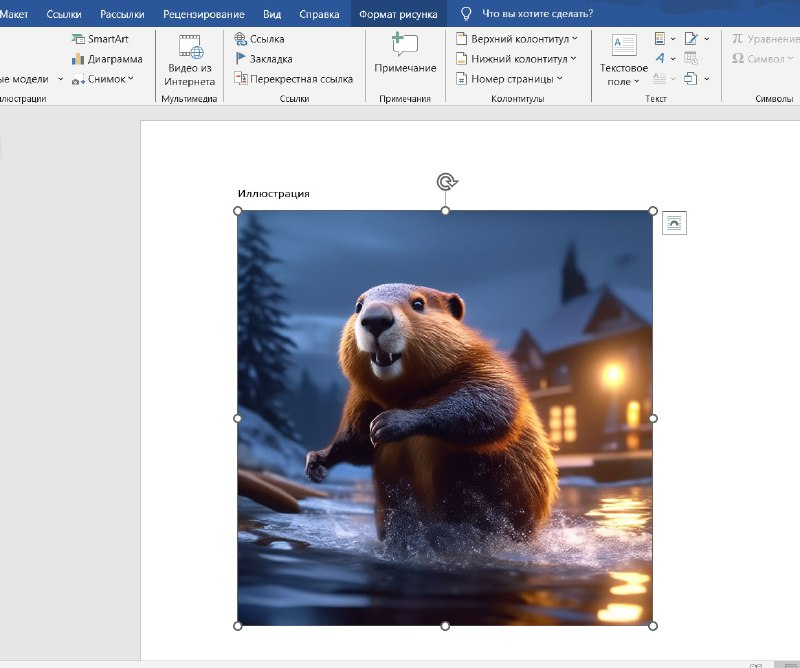 Макет Ссылки Рассылки Рецензирование Вид Справка Формат рисунка Что вы хотите сделать?
SmartArt
Диаграмма
ые модели Снимок
люстрации
Видео из
Интернета
Мультимедиа
Ссылка
Закладка
Перекрестная ссылка
Ссылки
Примечание
Примечания
Верхний колонтитул
Нижний колонтитул
Номер страницы
Колонтитулы
Текстовое
поле
Текст
Уравнение
Символ
Символы
Иллюстрация